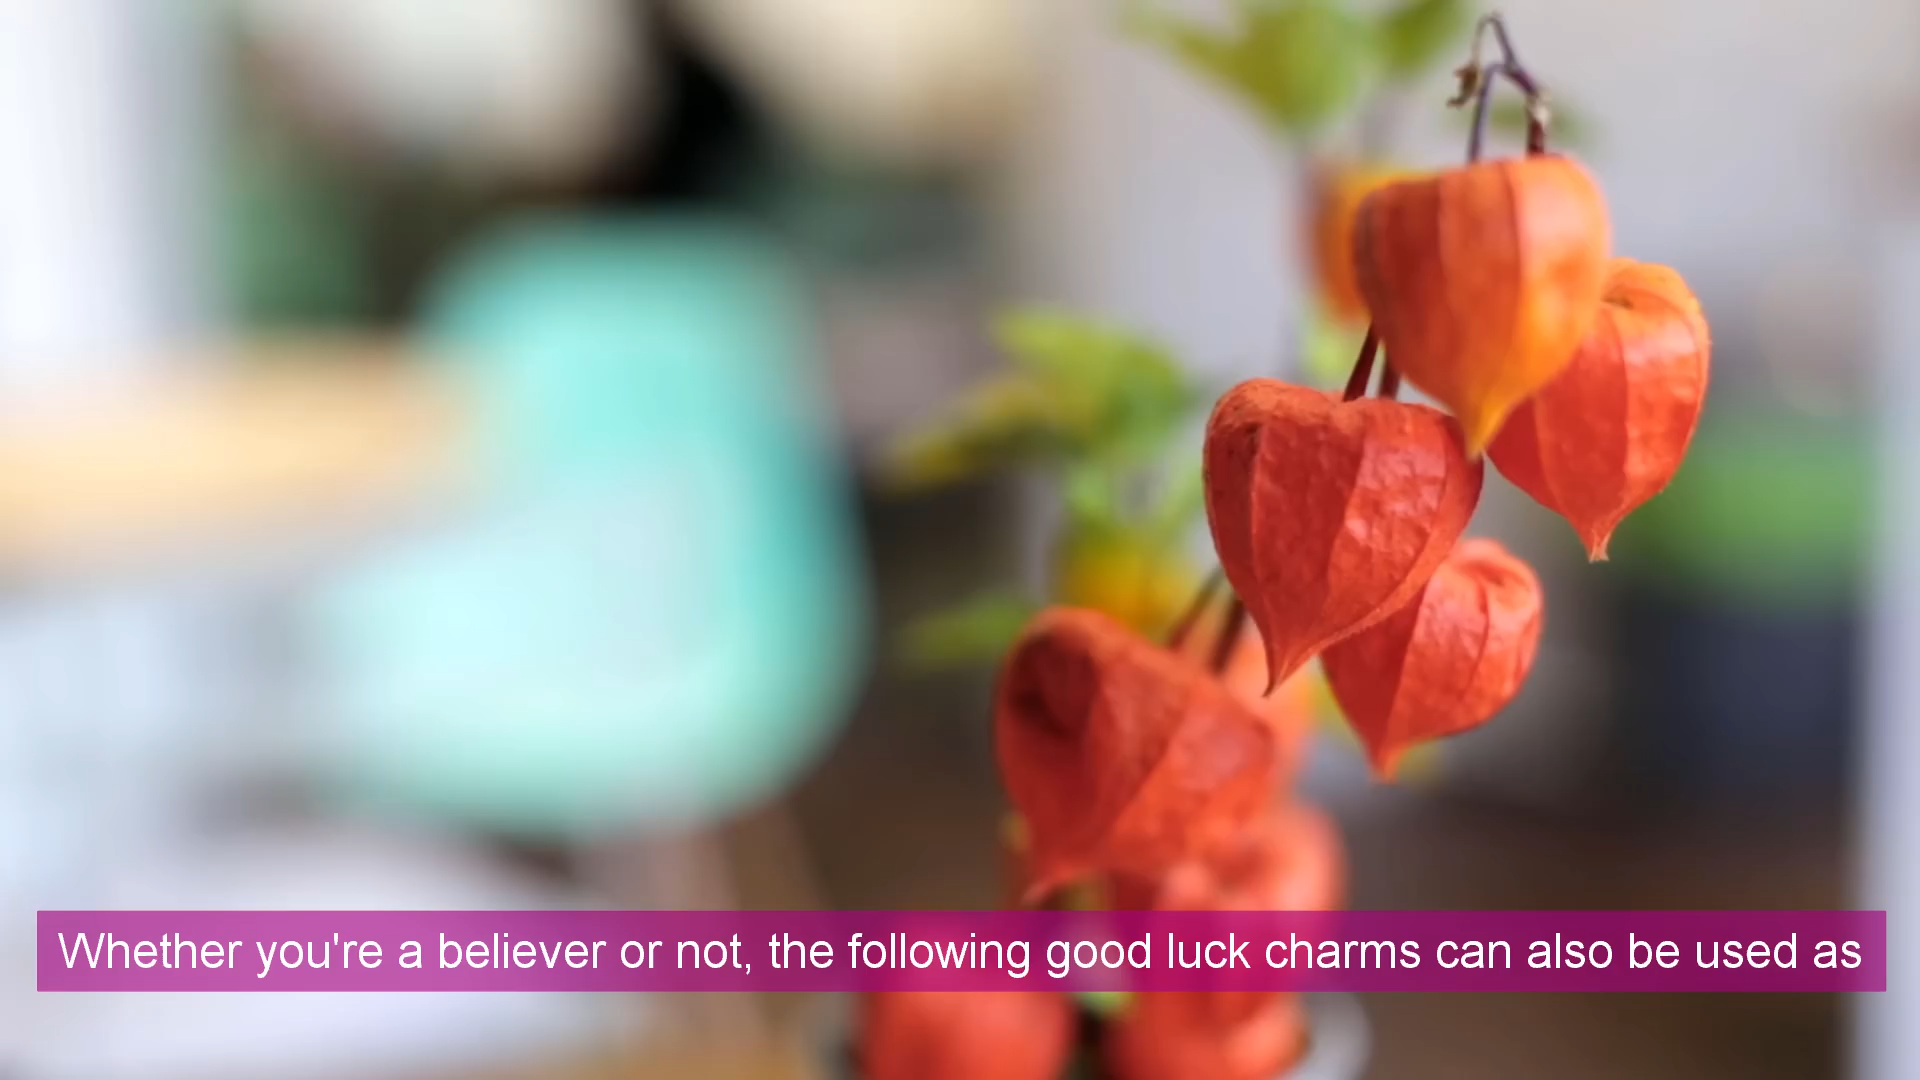 Whether you're a believer or not, the following good luck charms can also be used as